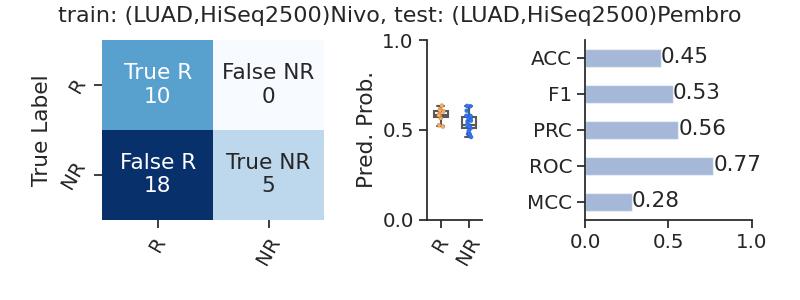 train: (LUAD,HiSeq2500)Nivo, test: (LUAD,HiSeq2500)Pembro
True Label
R
NR
True R
10
False NR
0
False R
18
True NR
5
R
NR
Pred. Prob.
1.0
0.5
0.0
R
NR
ACC
0.45
F1
0.53
PRC
0.56
ROC
0.77
MCC
0.28
0.0
0.5
1.0